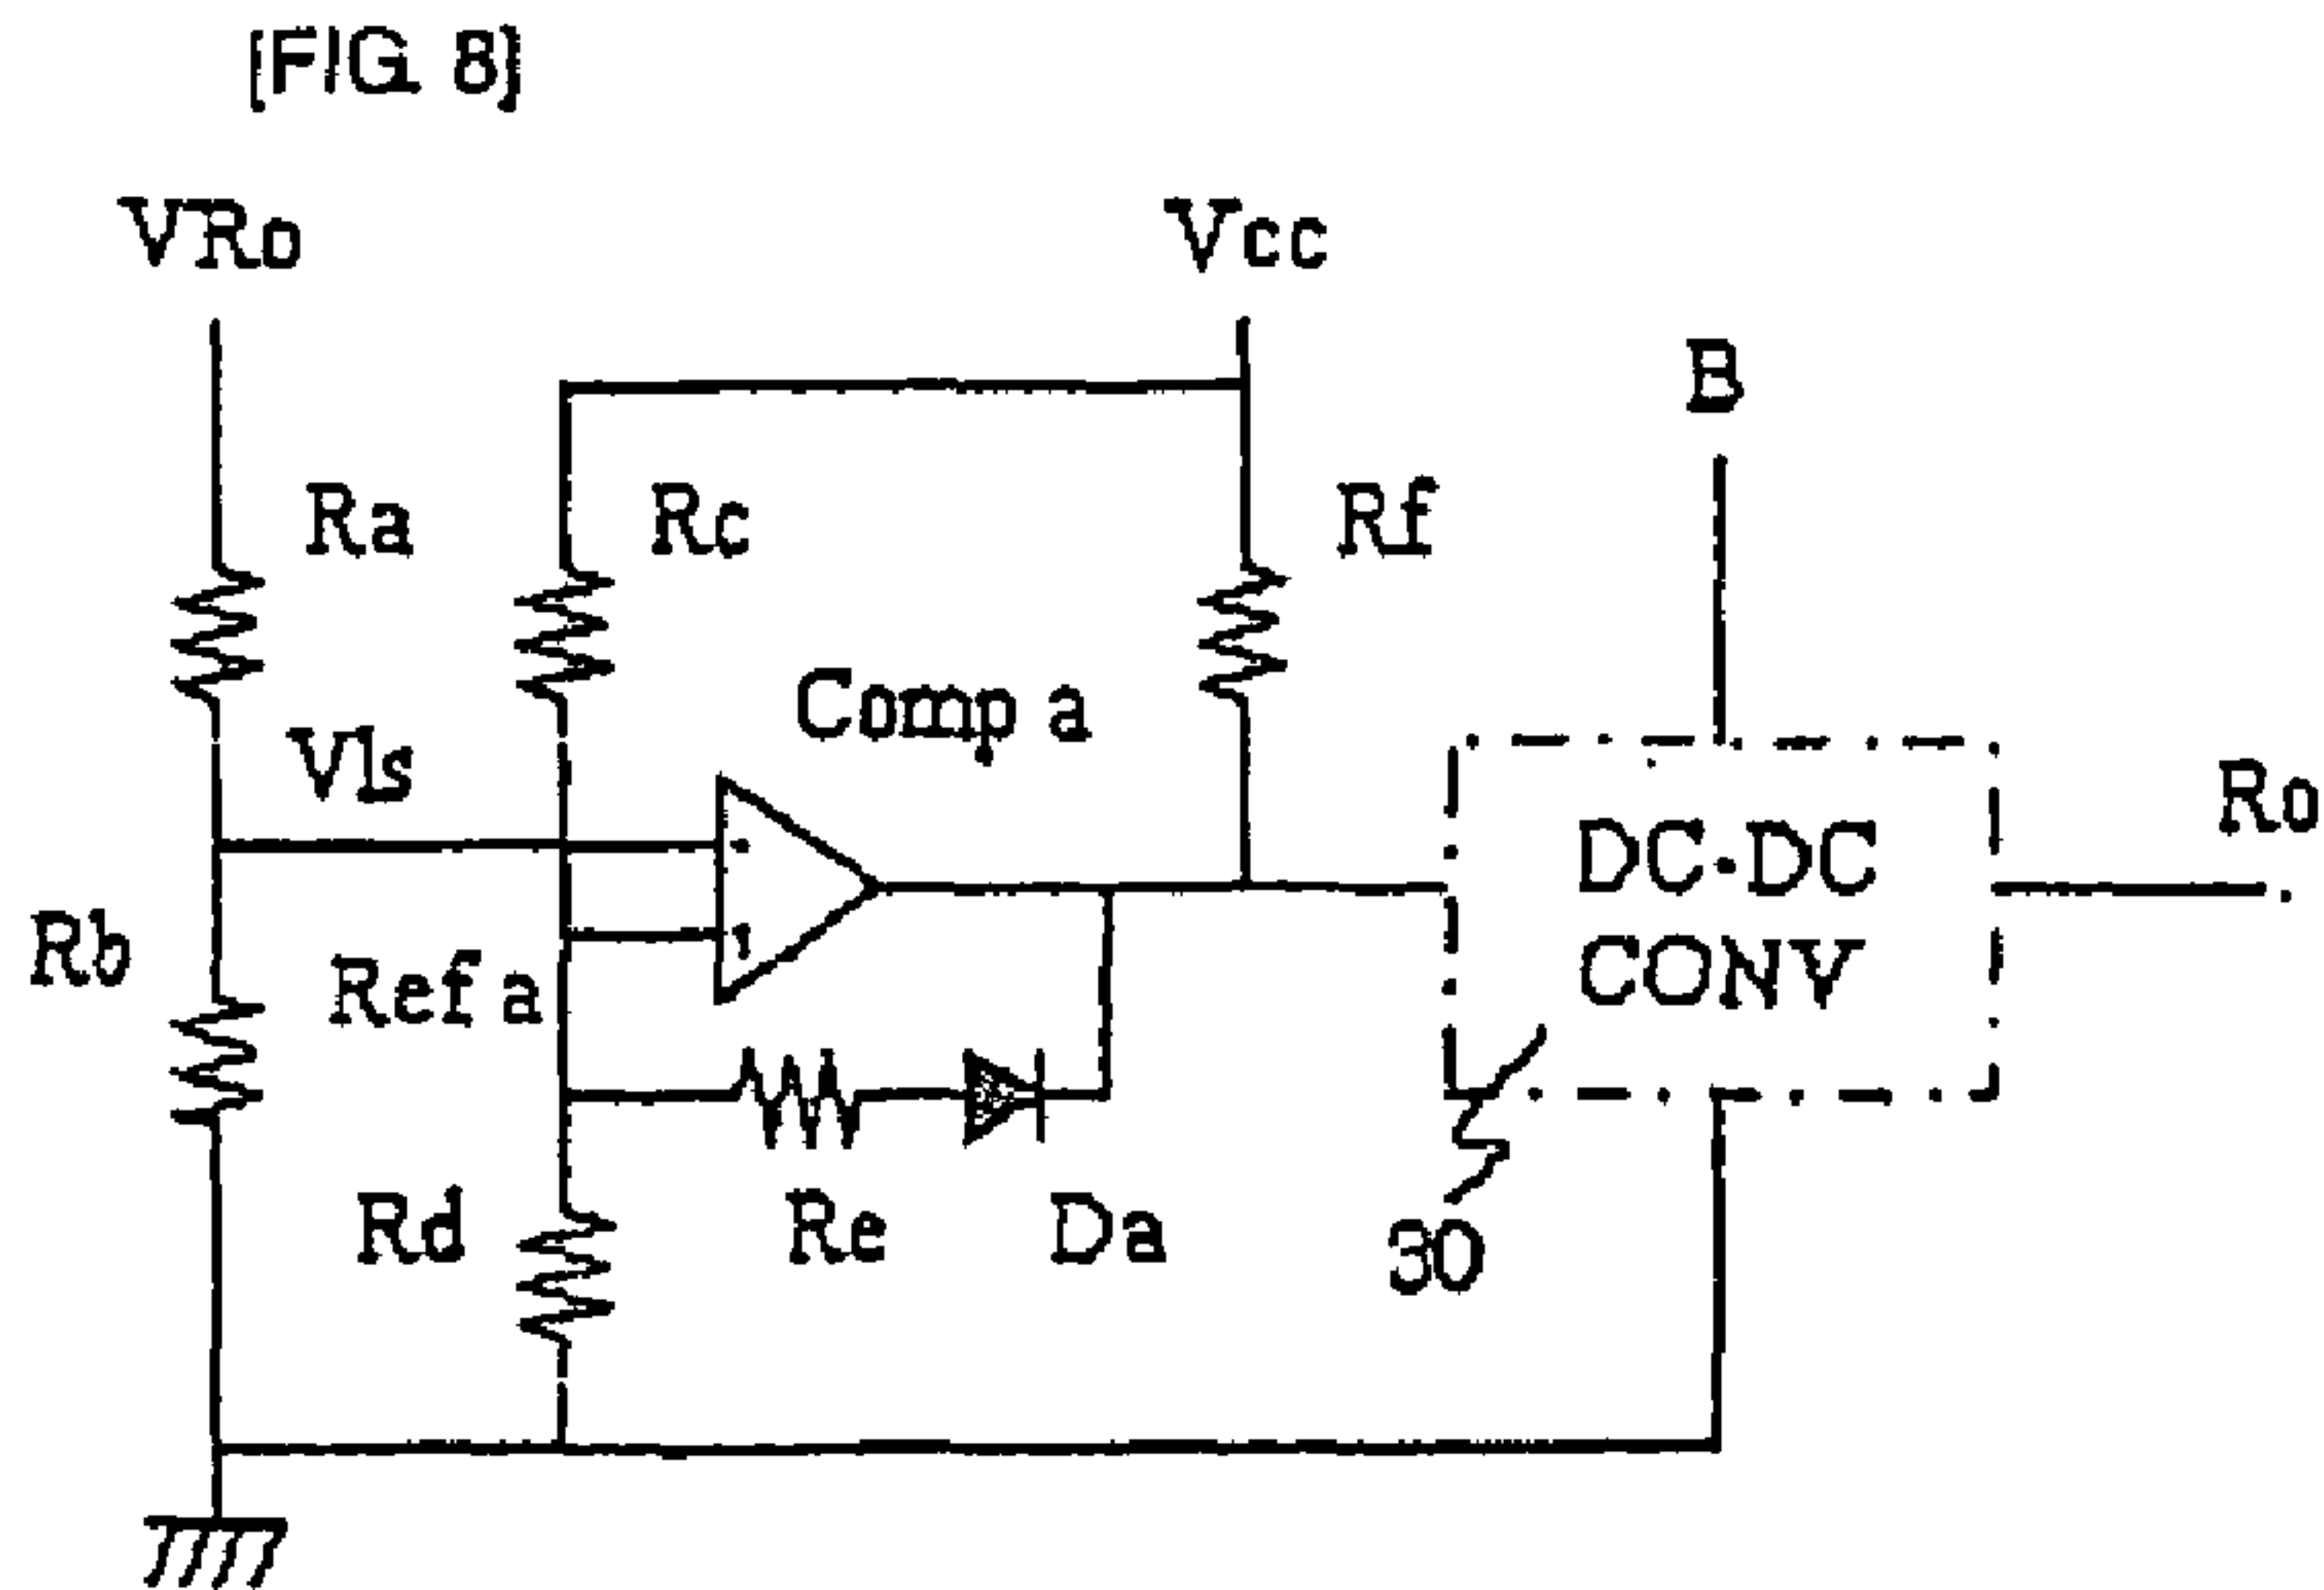 [FIG. 8]
VRo
Vcc
B
Ra
Rc
Rf
Comp a
Vls
DC-DC
CONV
Ro
Rb
Ref a
Rd
Re
Da
30